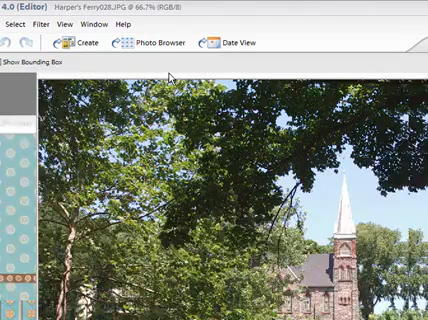 4.0 (Editor) Harper's Ferry028.JPG @ 66.7% (RGB/8)
Select Filter View Window Help
Create Photo Browser Date View
Show Bounding Box